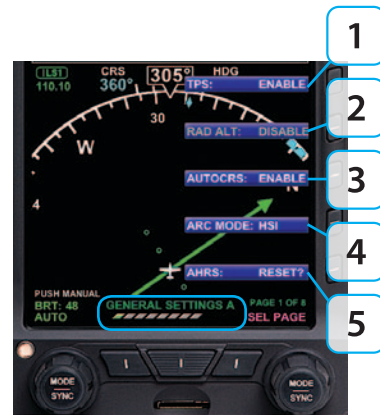 1
ILS1 CRS 305° HDG
110.10 360° TPS: ENABLE
2
30
RAD ALT: DISABLE
W
3
AUTOCRS: ENABLE
N
4
4
ARC MODE: HSI
5
AHRS: RESET?
PUSH MANUAL
BRT: 48 GENERAL SETTINGS A PAGE 1 OF 8
AUTO SEL PAGE
MODE MODE
SYNC SYNC